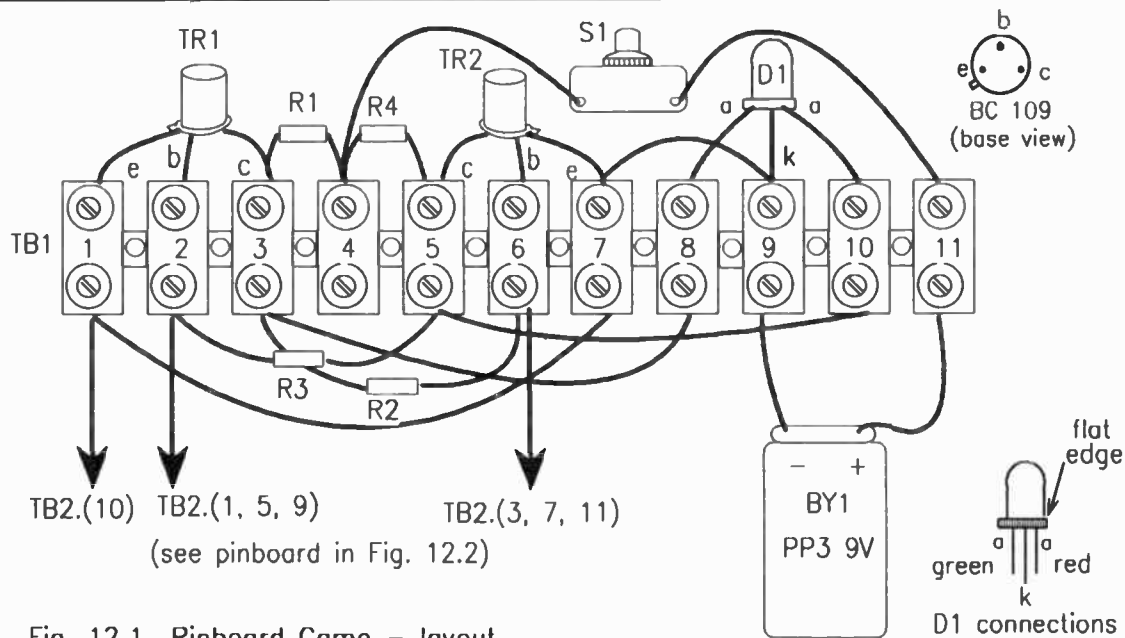 TR1
S1
TR2
D1
b
e
c
BC 109
(base view)
R1
R4
a
a
e
b
c
c
b
e
k
TB1
1
2
3
4
5
6
7
8
9
10
11
R3
R2
TB2.(10)
TB2.(1, 5, 9)
TB2.(3, 7, 11)
(see pinboard in Fig. 12.2)
– +
BY1
PP3 9V
flat
edge
a
a
green
red
k
D1 connections
Fig. 12.1 Pinboard Game – layout